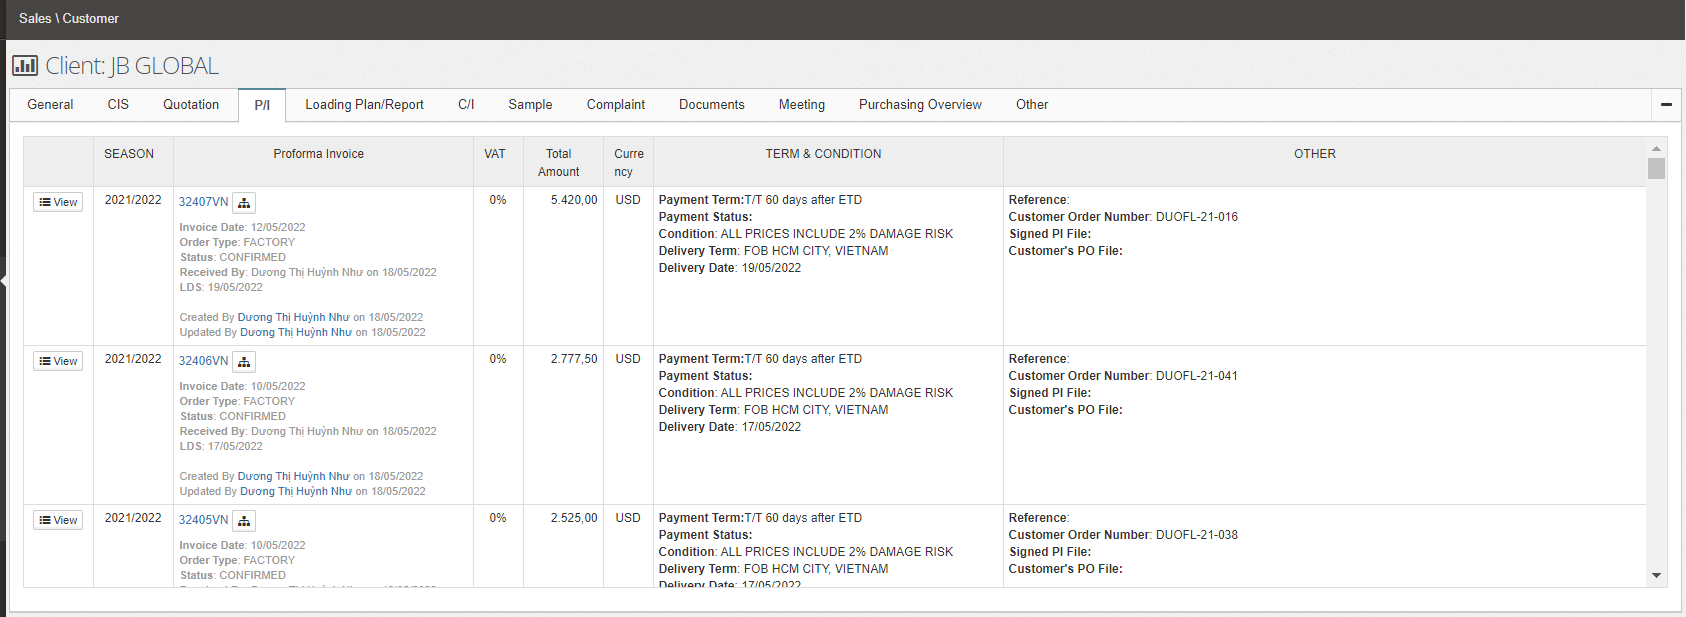 Sales \ Customer
Client: JB GLOBAL
General CIS Quotation P/I Loading Plan/Report C/I Sample Complaint Documents Meeting Purchasing Overview Other
SEASON Proforma Invoice VAT Total Amount Curre ncy TERM & CONDITION OTHER
View 2021/2022 32407VN 0% 5.420,00 USD Payment Term:T/T 60 days after ETD Reference:
Payment Status: Customer Order Number: DUOFL-21-016
Invoice Date: 12/05/2022 Condition: ALL PRICES INCLUDE 2% DAMAGE RISK Signed PI File:
Order Type: FACTORY Delivery Term: FOB HCM CITY, VIETNAM Customer's PO File:
Status: CONFIRMED Delivery Date: 19/05/2022
Received By: Dương Thị Huỳnh Như on 18/05/2022
LDS: 19/05/2022
Created By Dương Thị Huỳnh Như on 18/05/2022
Updated By Dương Thị Huỳnh Như on 18/05/2022
View 2021/2022 32406VN 0% 2.777,50 USD Payment Term:T/T 60 days after ETD Reference:
Payment Status: Customer Order Number: DUOFL-21-041
Invoice Date: 10/05/2022 Condition: ALL PRICES INCLUDE 2% DAMAGE RISK Signed PI File:
Order Type: FACTORY Delivery Term: FOB HCM CITY, VIETNAM Customer's PO File:
Status: CONFIRMED Delivery Date: 17/05/2022
Received By: Dương Thị Huỳnh Như on 18/05/2022
LDS: 17/05/2022
Created By Dương Thị Huỳnh Như on 18/05/2022
Updated By Dương Thị Huỳnh Như on 18/05/2022
View 2021/2022 32405VN 0% 2.525,00 USD Payment Term:T/T 60 days after ETD Reference:
Payment Status: Customer Order Number: DUOFL-21-038
Invoice Date: 10/05/2022 Condition: ALL PRICES INCLUDE 2% DAMAGE RISK Signed PI File:
Order Type: FACTORY Delivery Term: FOB HCM CITY, VIETNAM Customer's PO File:
Status: CONFIRMED Delivery Date: 17/05/2022